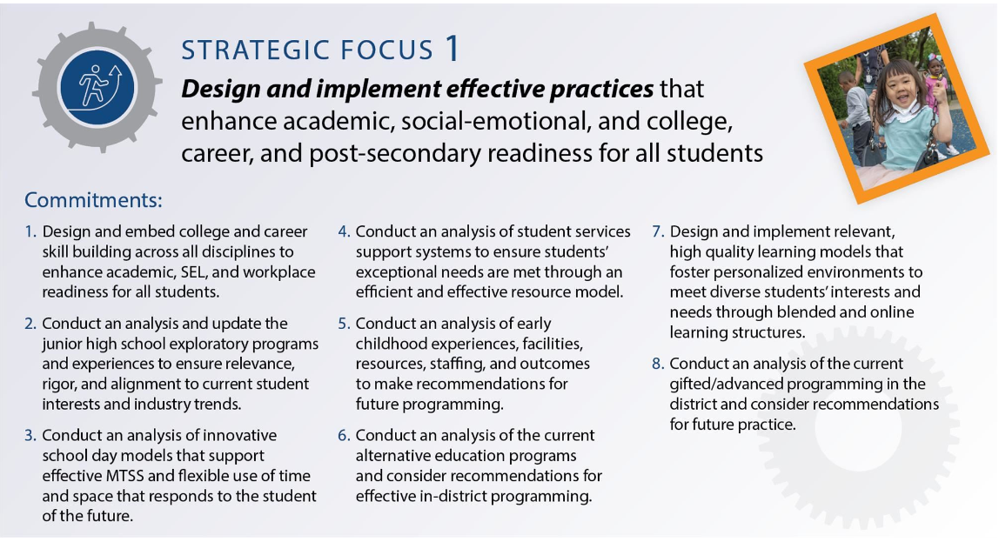 STRATEGIC FOCUS 1
Design and implement effective practices that
enhance academic, social-emotional, and college,
career, and post-secondary readiness for all students
Commitments:
1. Design and embed college and career
skill building across all disciplines to
enhance academic, SEL, and workplace
readiness for all students.
2. Conduct an analysis and update the
junior high school exploratory programs
and experiences to ensure relevance,
rigor, and alignment to current student
interests and industry trends.
3. Conduct an analysis of innovative
school day models that support
effective MTSS and flexible use of time
and space that responds to the student
of the future.
4. Conduct an analysis of student services
support systems to ensure students’
exceptional needs are met through an
efficient and effective resource model.
5. Conduct an analysis of early
childhood experiences, facilities,
resources, staffing, and outcomes
to make recommendations for
future programming.
6. Conduct an analysis of the current
alternative education programs
and consider recommendations for
effective in-district programming.
7. Design and implement relevant,
high quality learning models that
foster personalized environments to
meet diverse students’ interests and
needs through blended and online
learning structures.
8. Conduct an analysis of the current
gifted/advanced programming in the
district and consider recommendations
for future practice.